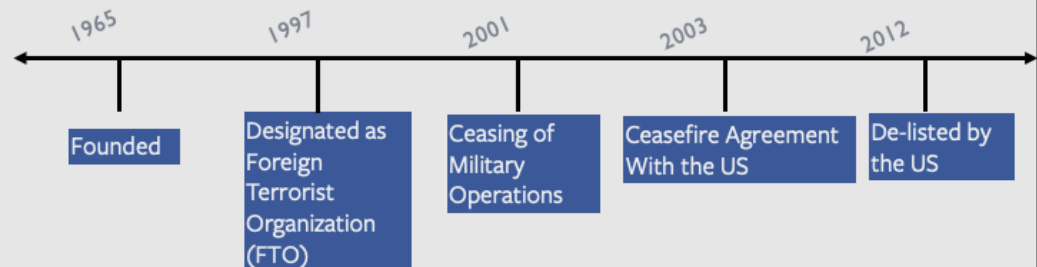 1965
1997
2001
2003
2012
Founded
Designated as
Foreign
Terrorist
Organization
(FTO)
Ceasing of
Military
Operations
Ceasefire Agreement
With the US
De-listed by
the US